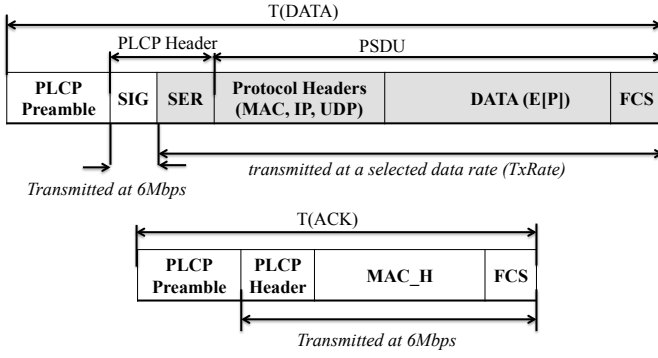 T(DATA)
PLCP Header
PSDU
PLCP
Preamble
SIG
SER
Protocol Headers
(MAC, IP, UDP)
DATA (E[P])
FCS
Transmitted at 6Mbps
transmitted at a selected data rate (TxRate)
T(ACK)
PLCP
Preamble
PLCP
Header
MAC_H
FCS
Transmitted at 6Mbps